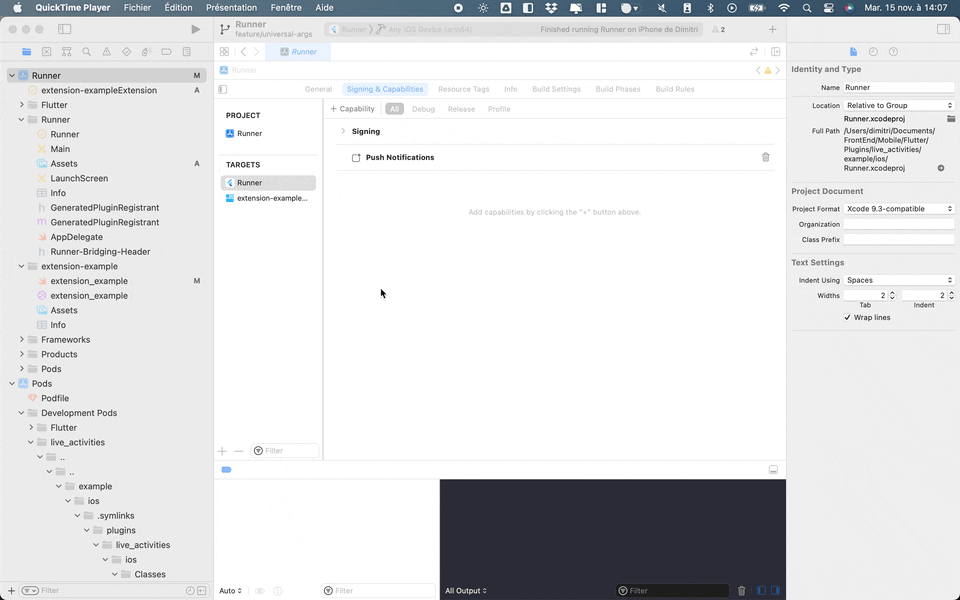 QuickTime Player Fichier Édition Présentation Fenêtre Aide Mar. 15 nov. à 14:07
Runner
feature/universal-args
Runner Any iOS Device (arm64) Finished running Runner on iPhone de Dimitri 2
Runner
Runner
General Signing & Capabilities Resource Tags Info Build Settings Build Phases Build Rules
+ Capability All Debug Release Profile
Runner M
extension-exampleExtension A
Flutter
Runner
Runner
Main
Assets A
LaunchScreen
Info
GeneratedPluginRegistrant
GeneratedPluginRegistrant
AppDelegate
Runner-Bridging-Header
extension-example
extension_example M
extension_example
Assets
Info
Frameworks
Products
Pods
Pods
Podfile
Development Pods
Flutter
live_activities
..
..
example
ios
.symlinks
plugins
live_activities
ios
Classes
Filter
PROJECT
Runner
TARGETS
Runner
extension-example...
Filter
Signing
Push Notifications
Add capabilities by clicking the "+" button above.
Auto
Filter
All Output
Filter
Identity and Type
Name Runner
Location Relative to Group
Runner.xcodeproj
Full Path /Users/dimitri/Documents/
FrontEnd/Mobile/Flutter/
Plugins/live_activities/
example/ios/
Runner.xcodeproj
Project Document
Project Format Xcode 9.3-compatible
Organization
Class Prefix
Text Settings
Indent Using Spaces
Widths 2 2
Tab Indent
Wrap lines